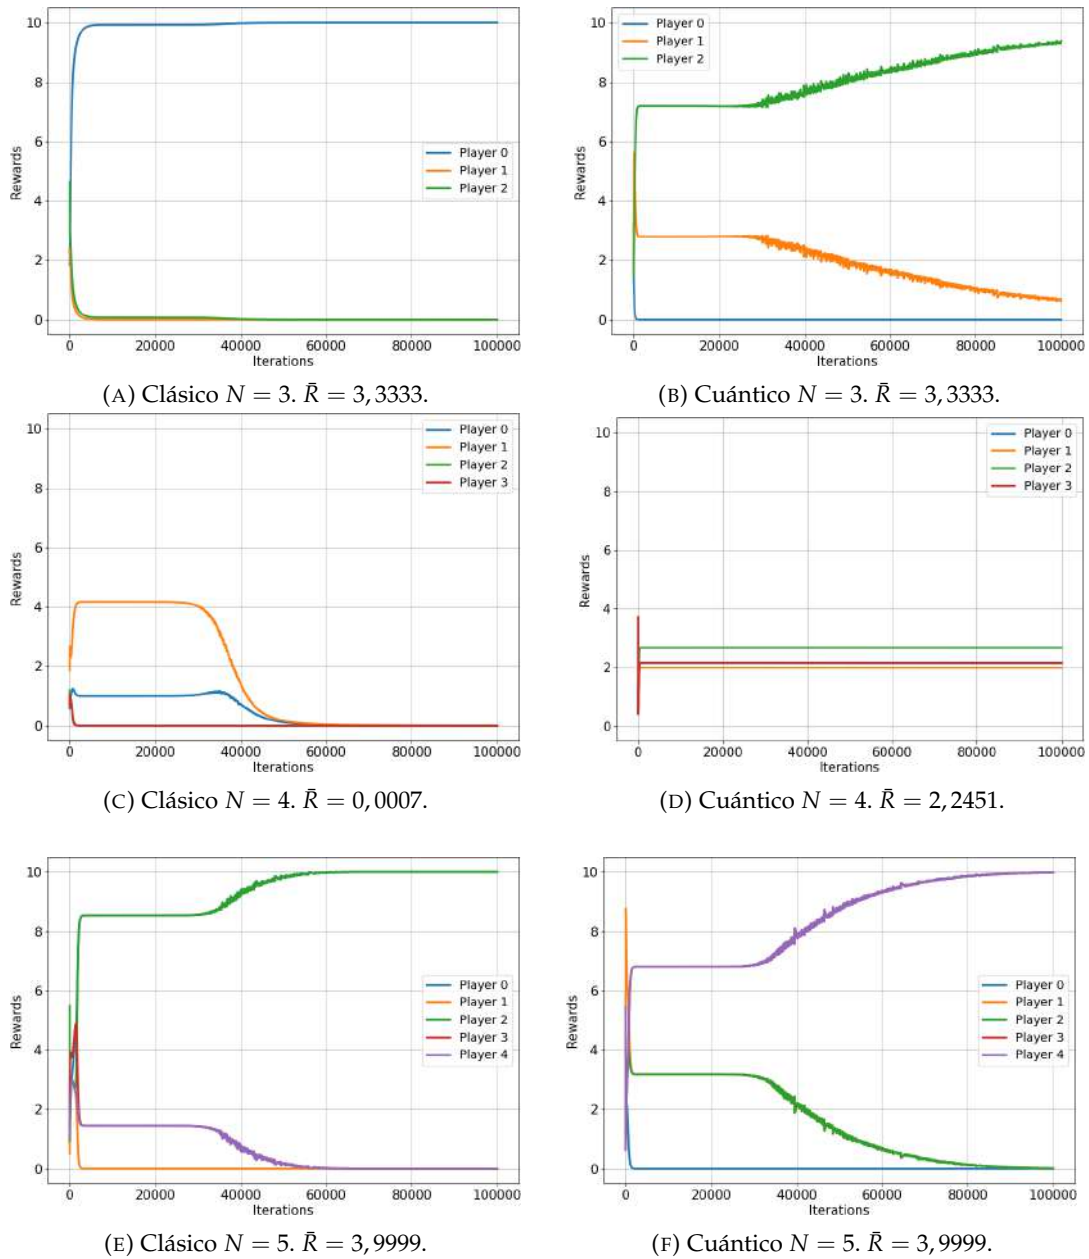 10
8
6
4
2
0
Rewards
Player 0
Player 1
Player 2
0 20000 40000 60000 80000 100000
Iterations
(A) Clásico N = 3. R̄ = 3,3333.
10
8
6
4
2
0
Rewards
Player 0
Player 1
Player 2
0 20000 40000 60000 80000 100000
Iterations
(B) Cuántico N = 3. R̄ = 3,3333.
10
8
6
4
2
0
Rewards
Player 0
Player 1
Player 2
Player 3
0 20000 40000 60000 80000 100000
Iterations
(C) Clásico N = 4. R̄ = 0,0007.
10
8
6
4
2
0
Rewards
Player 0
Player 1
Player 2
Player 3
0 20000 40000 60000 80000 100000
Iterations
(D) Cuántico N = 4. R̄ = 2,2451.
10
8
6
4
2
0
Rewards
Player 0
Player 1
Player 2
Player 3
Player 4
0 20000 40000 60000 80000 100000
Iterations
(E) Clásico N = 5. R̄ = 3,9999.
10
8
6
4
2
0
Rewards
Player 0
Player 1
Player 2
Player 3
Player 4
0 20000 40000 60000 80000 100000
Iterations
(F) Cuántico N = 5. R̄ = 3,9999.